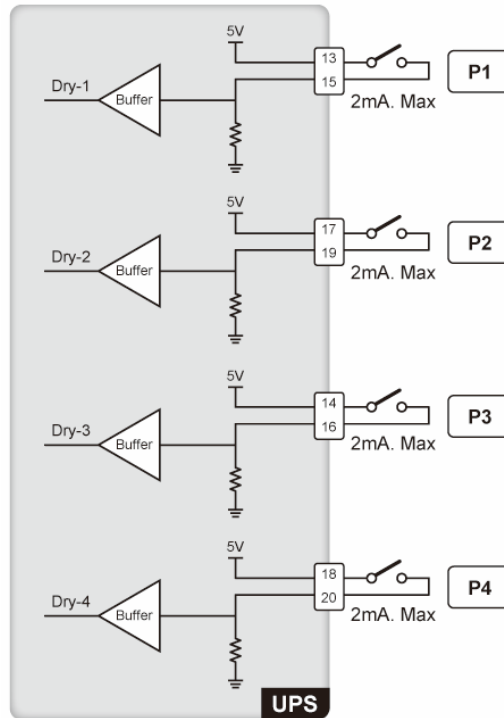 5V
13
P1
Dry-1
Buffer
15
2mA. Max
5V
17
P2
Dry-2
Buffer
19
2mA. Max
5V
14
P3
Dry-3
Buffer
16
2mA. Max
5V
18
P4
Dry-4
Buffer
20
2mA. Max
UPS